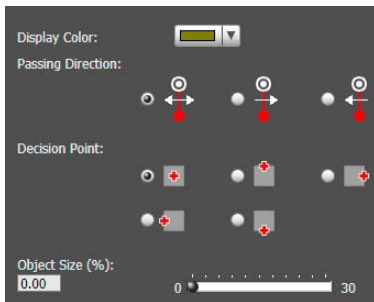 Display Color:
Passing Direction:
Decision Point:
Object Size (%):
0.00
0 30